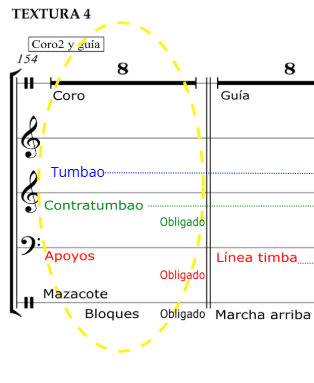 TEXTURA 4
Coro2 y guía
154
8 8
Coro Guía
Tumbao
Contratumbao
Obligado
Apoyos Línea timba
Obligado
Mazacote
Bloques Obligado Marcha arriba